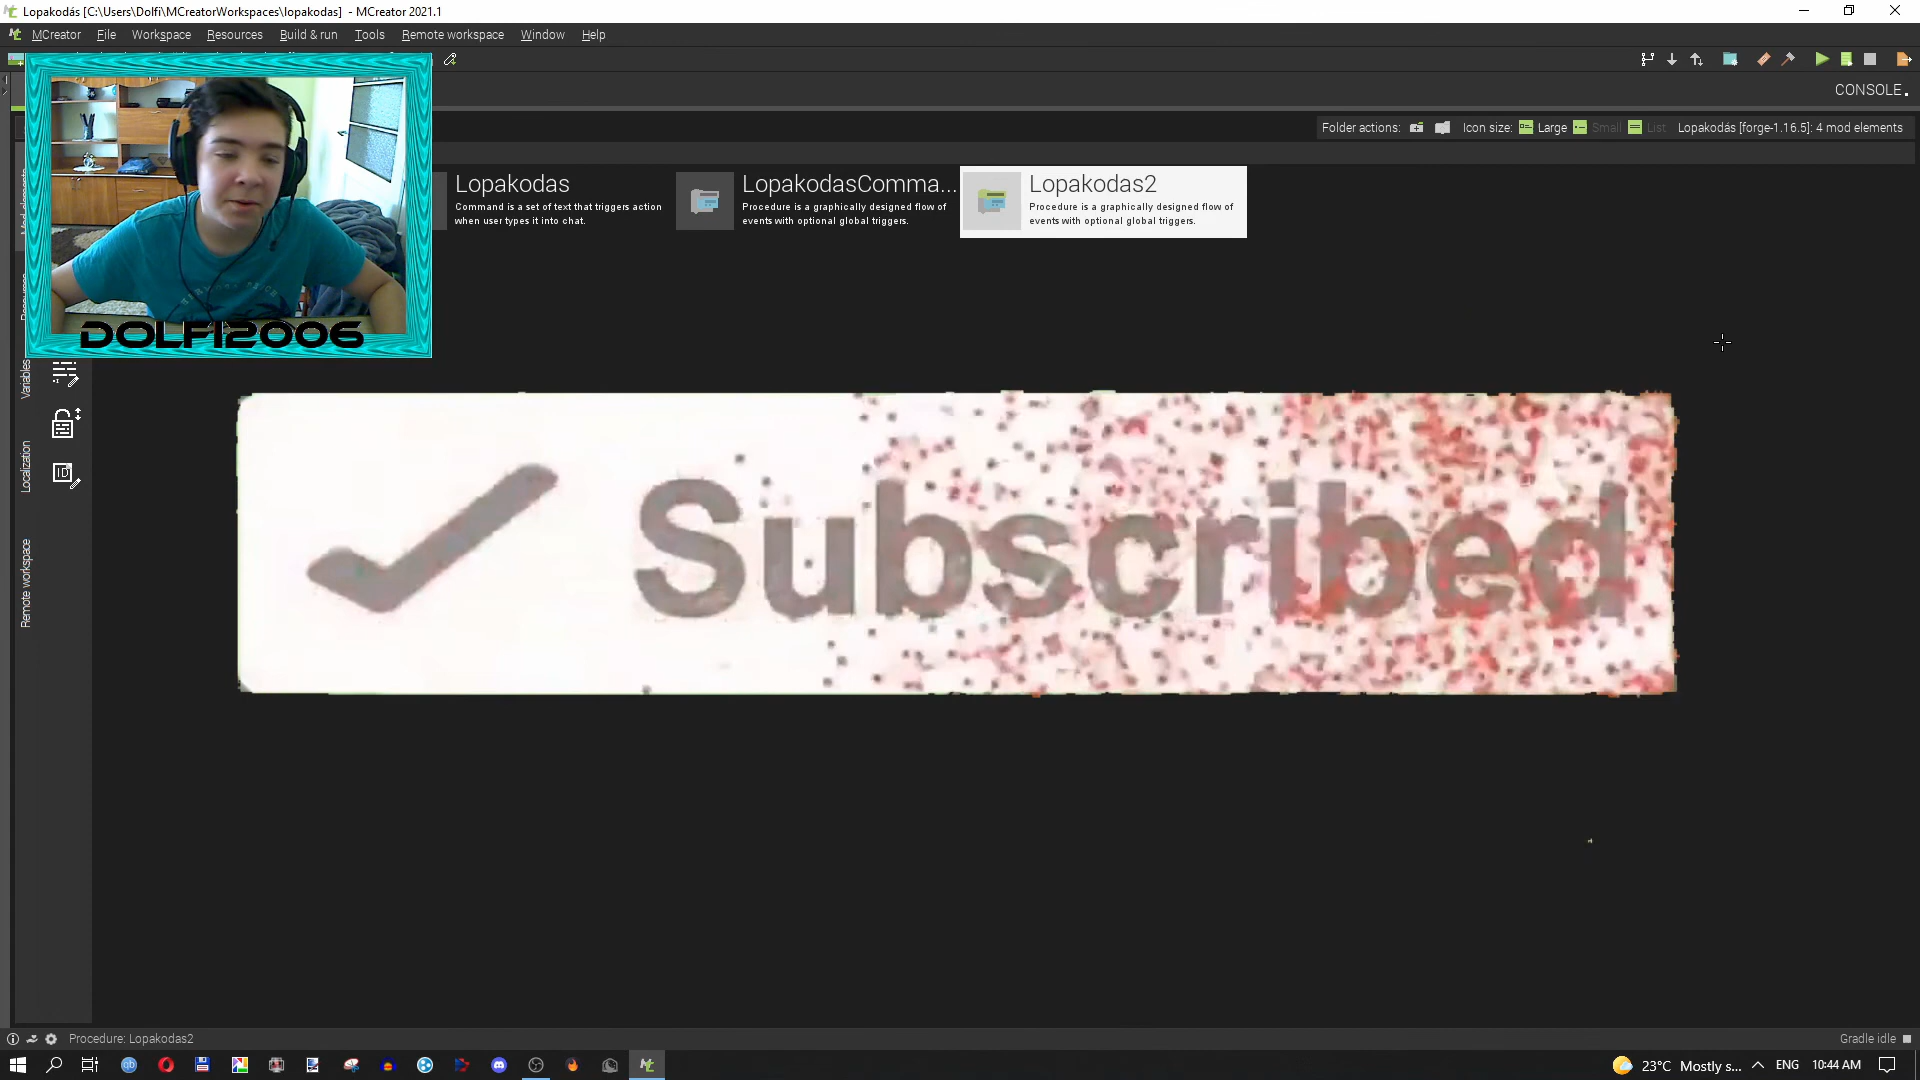 Lopakodás [C:\Users\Dolfi\MCreatorWorkspaces\lopakodas] - MCreator 2021.1
MCreator File Workspace Resources Build & run Tools Remote workspace Window Help
CONSOLE
Folder actions: Icon size: Large Small List Lopakodás [forge-1.16.5]: 4 mod elements
Lopakodas
Command is a set of text that triggers action
when user types it into chat.
LopakodasComma...
Procedure is a graphically designed flow of
events with optional global triggers.
Lopakodas2
Procedure is a graphically designed flow of
events with optional global triggers.
DOLFI2006
Variables
Localization
Remote workspace
ID
Subscribed
Procedure: Lopakodas2
Gradle idle
23°C Mostly s... ENG 10:44 AM